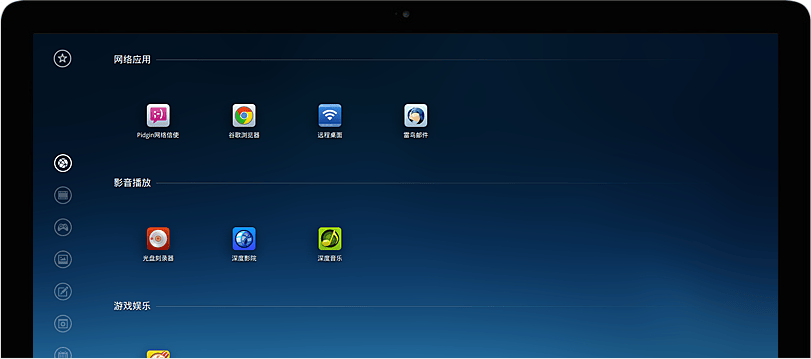 网络应用
Pidgin网络信使
谷歌浏览器
远程桌面
雷鸟邮件
影音播放
光盘刻录器
深度影院
深度音乐
游戏娱乐